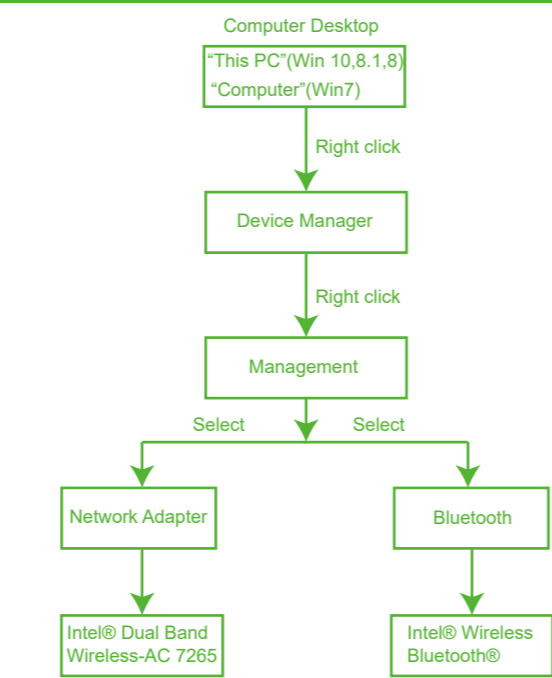 Computer Desktop
“This PC”(Win 10,8.1,8)
“Computer”(Win7)
Right click
Device Manager
Right click
Management
Select
Select
Network Adapter
Bluetooth
Intel® Dual Band
Wireless-AC 7265
Intel® Wireless
Bluetooth®